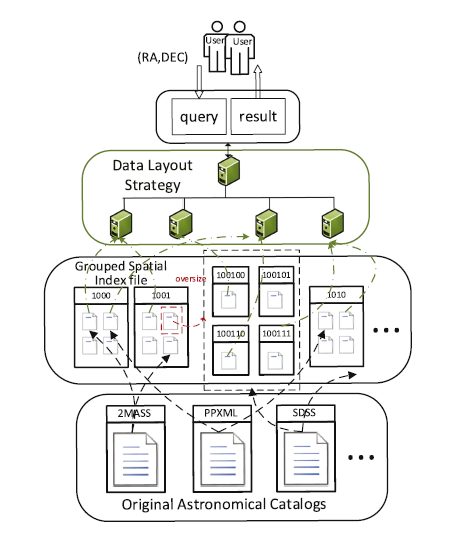 User User
(RA,DEC)
query result
Data Layout
Strategy
Grouped Spatial
Index file
oversize
1000 1001 100100 100101 1010
100110 100111
2MASS PPXML SDSS
Original Astronomical Catalogs